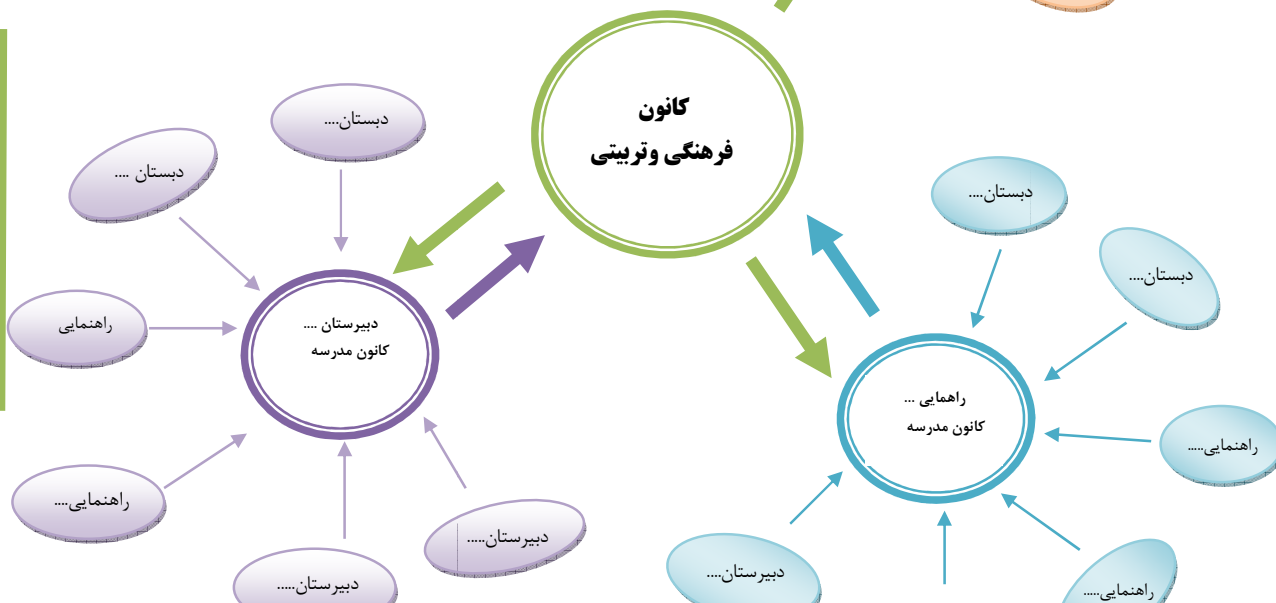 کانون
فرهنگی وتربیتی
دبستان....
دبستان ....
راهنمایی
راهنمایی....
دبیرستان.....
دبیرستان.....
دبیرستان ....
کانون مدرسه
دبستان....
دبستان....
راهنمایی.....
راهنمایی.....
دبیرستان....
راهمایی ...
کانون مدرسه